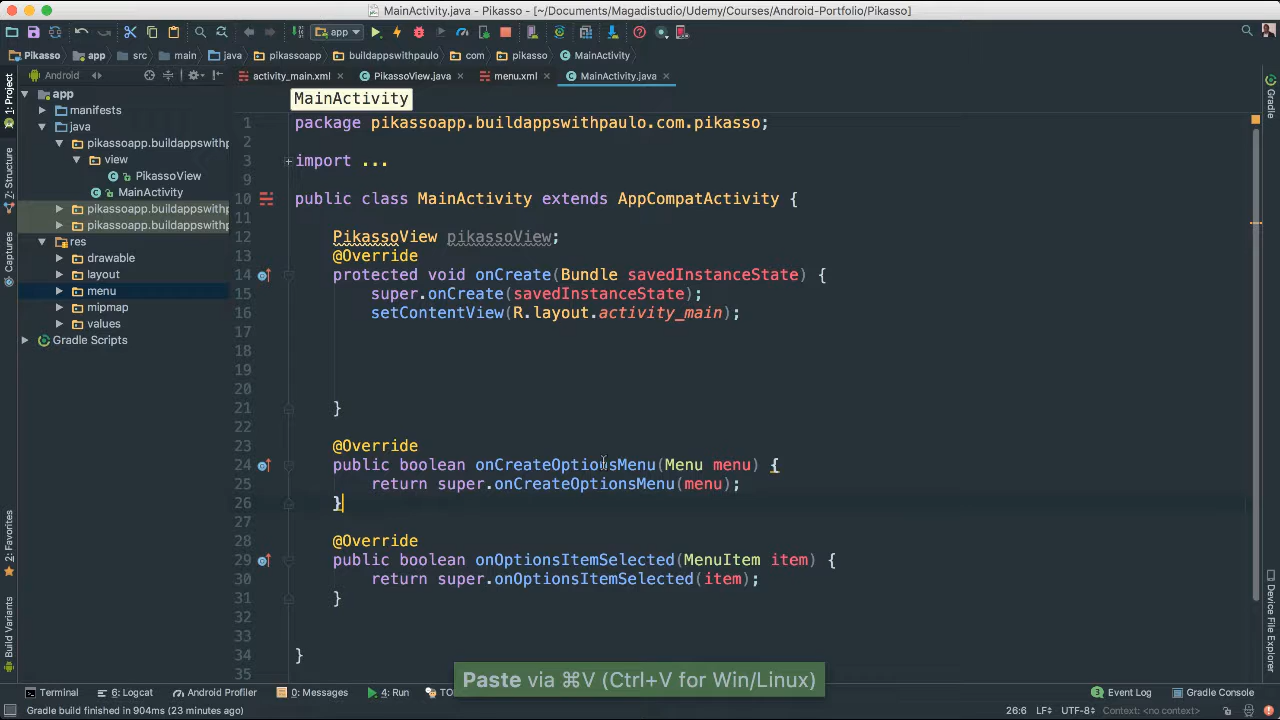 MainActivity.java - Pikasso - [~/Documents/Magadistudio/Udemy/Courses/Android-Portfolio/Pikasso]
app
Pikasso app src main java pikassoapp buildappswithpaulo com pikasso MainActivity
Android
activity_main.xml PikassoView.java menu.xml MainActivity.java
MainActivity
1: Project
Z: Structure
Captures
2: Favorites
Build Variants
Gradle
Device File Explorer
app
manifests
java
pikassoapp.buildappswithp
view
PikassoView
MainActivity
pikassoapp.buildappswithp
pikassoapp.buildappswithp
res
drawable
layout
menu
mipmap
values
Gradle Scripts
1 package pikassoapp.buildappswithpaulo.com.pikasso;
2
3 import ...
9
10 public class MainActivity extends AppCompatActivity {
11
12 PikassoView pikassoView;
13 @Override
14 protected void onCreate(Bundle savedInstanceState) {
15 super.onCreate(savedInstanceState);
16 setContentView(R.layout.activity_main);
17
18
19
20
21 }
22
23 @Override
24 public boolean onCreateOptionsMenu(Menu menu) {
25 return super.onCreateOptionsMenu(menu);
26 }
27
28 @Override
29 public boolean onOptionsItemSelected(MenuItem item) {
30 return super.onOptionsItemSelected(item);
31 }
32
33
34 }
35
Paste via ⌘V (Ctrl+V for Win/Linux)
Terminal 6: Logcat Android Profiler 0: Messages 4: Run TO Event Log Gradle Console
Gradle build finished in 904ms (23 minutes ago) 26:6 LF÷ UTF-8÷ Context: <no context>